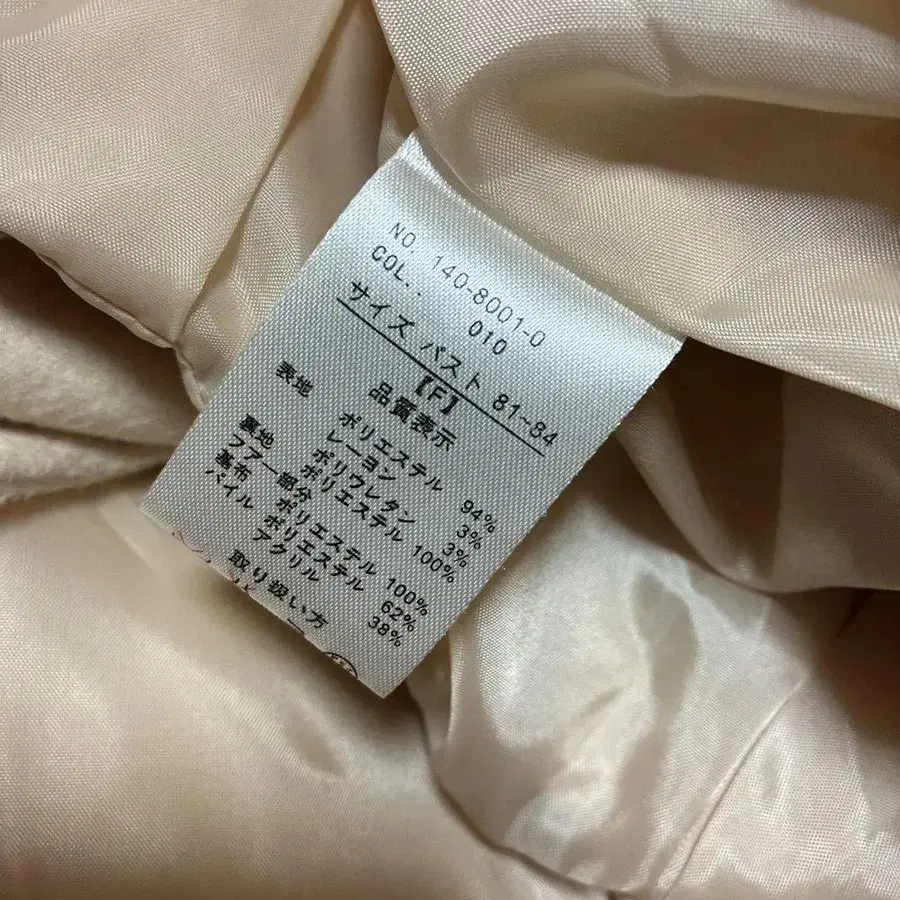 NO. 140-8001-0
COL.. 010
サイズ バスト 81~84
【F】
品質表示
表地 ポリエステル 94%
レーヨン 3%
ポリウレタン 3%
裏地 ポリエステル 100%
ファー部分
基布 ポリエステル 100%
パイル ポリエステル 62%
アクリル 38%
取り扱い方